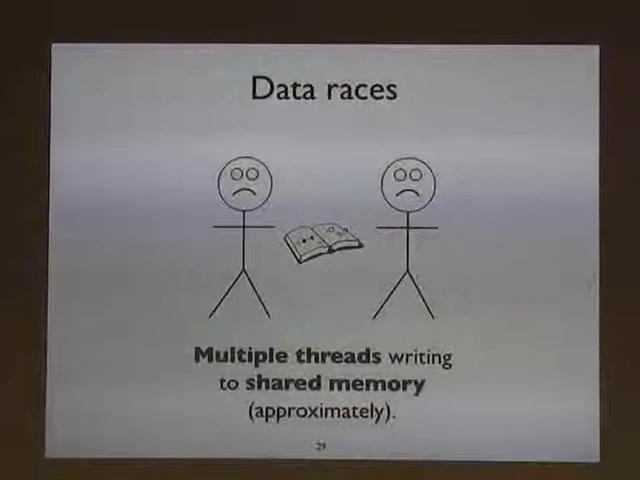 Data races
Multiple threads writing
to shared memory
(approximately).